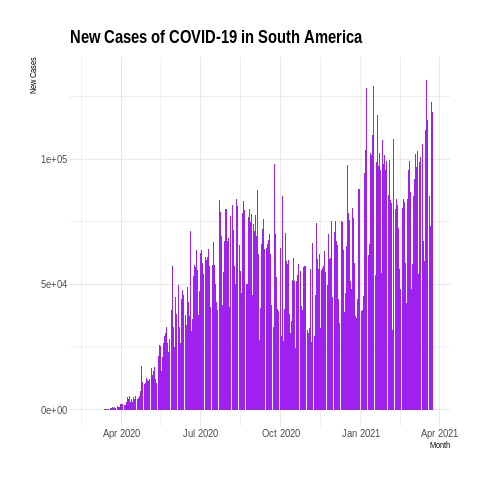 New Cases of COVID-19 in South America
New Cases
1e+05
5e+04
0e+00
Apr 2020 Jul 2020 Oct 2020 Jan 2021 Apr 2021
Month